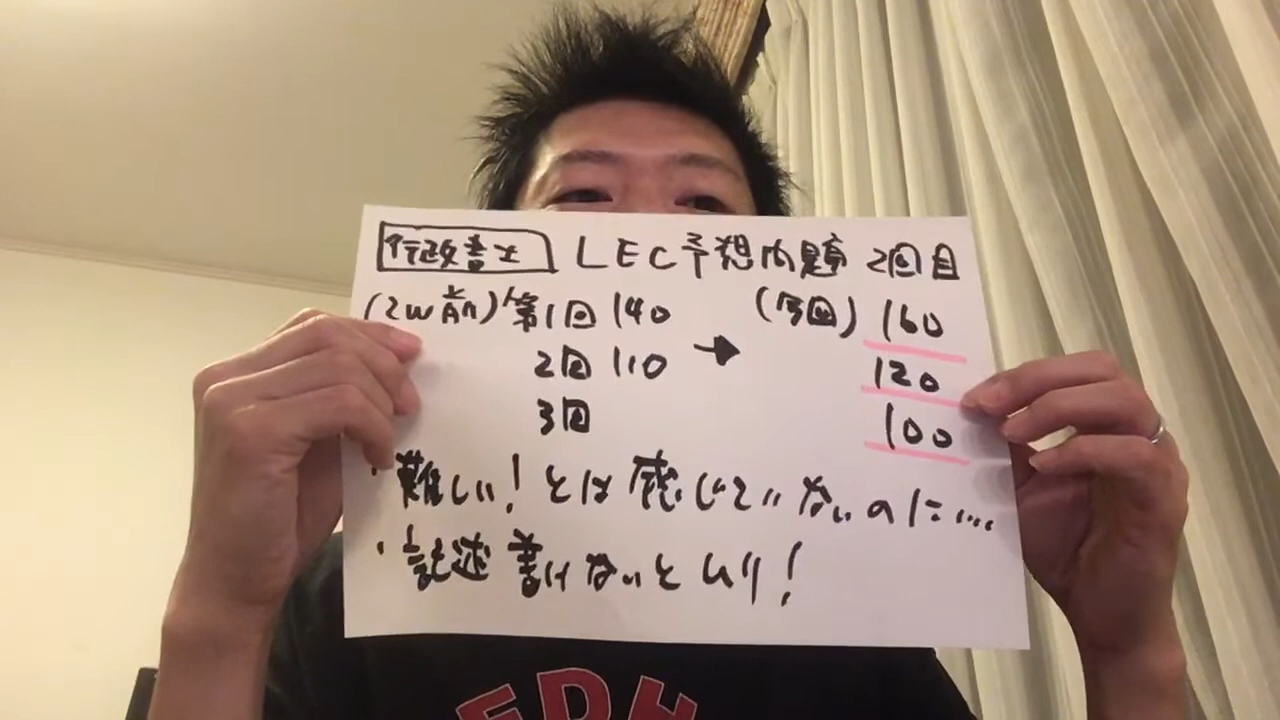 行政書士 LEC予想問題 2回目
(2w前) 第1回 140 → (今回) 160
2回 110 120
3回 100
・難しい!とは感じていないのに....
・記述書けないとムリ!